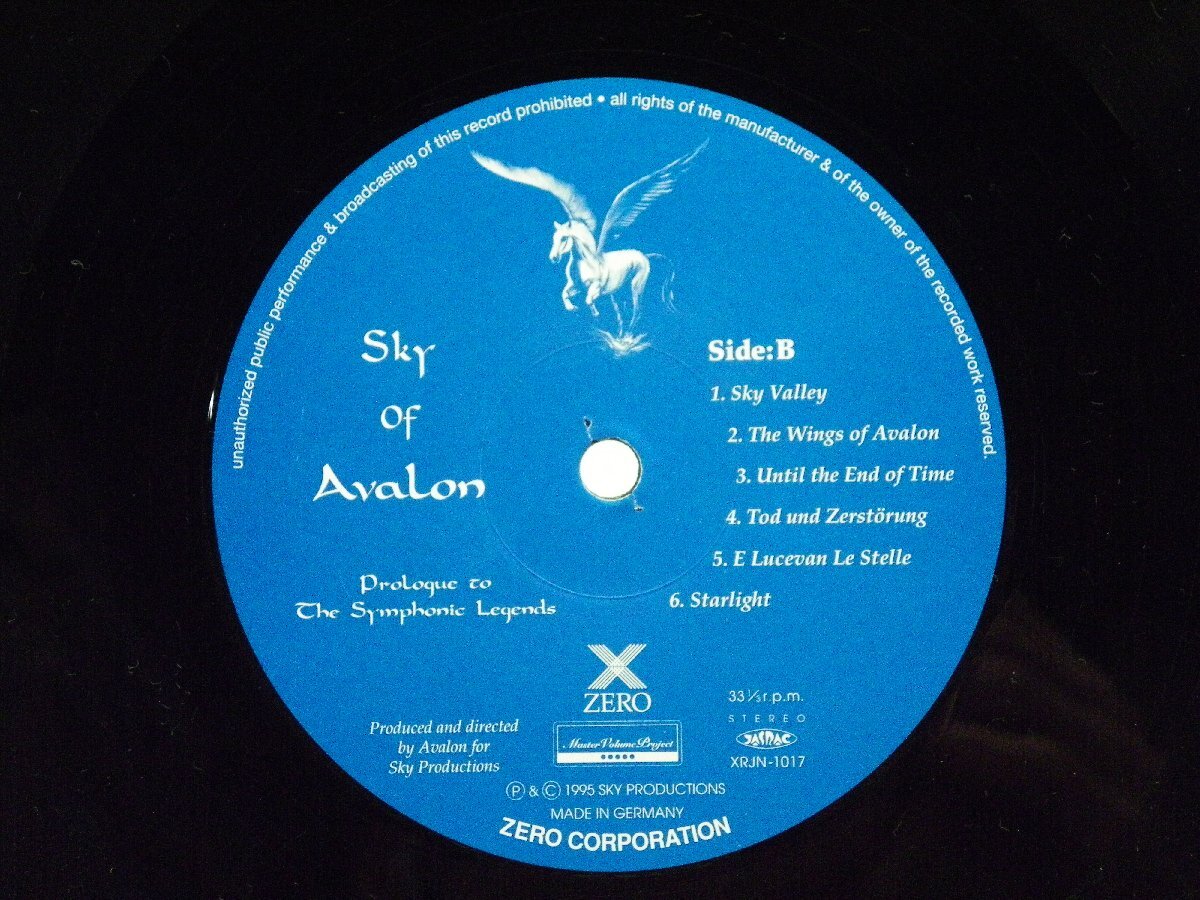 unauthorized public performance & broadcasting of this record prohibited • all rights of the manufacturer & of the owner of the recorded work reserved.
Sky
Of
Avalon
Prologue to
The Symphonic Legends
Side:B
1. Sky Valley
2. The Wings of Avalon
3. Until the End of Time
4. Tod und Zerstörung
5. E Lucevan Le Stelle
6. Starlight
X
ZERO
Master Volume Project
Produced and directed
by Avalon for
Sky Productions
33 1/3 r.p.m.
STEREO
JASRAC
XRJN-1017
Ⓟ & Ⓒ 1995 SKY PRODUCTIONS
MADE IN GERMANY
ZERO CORPORATION